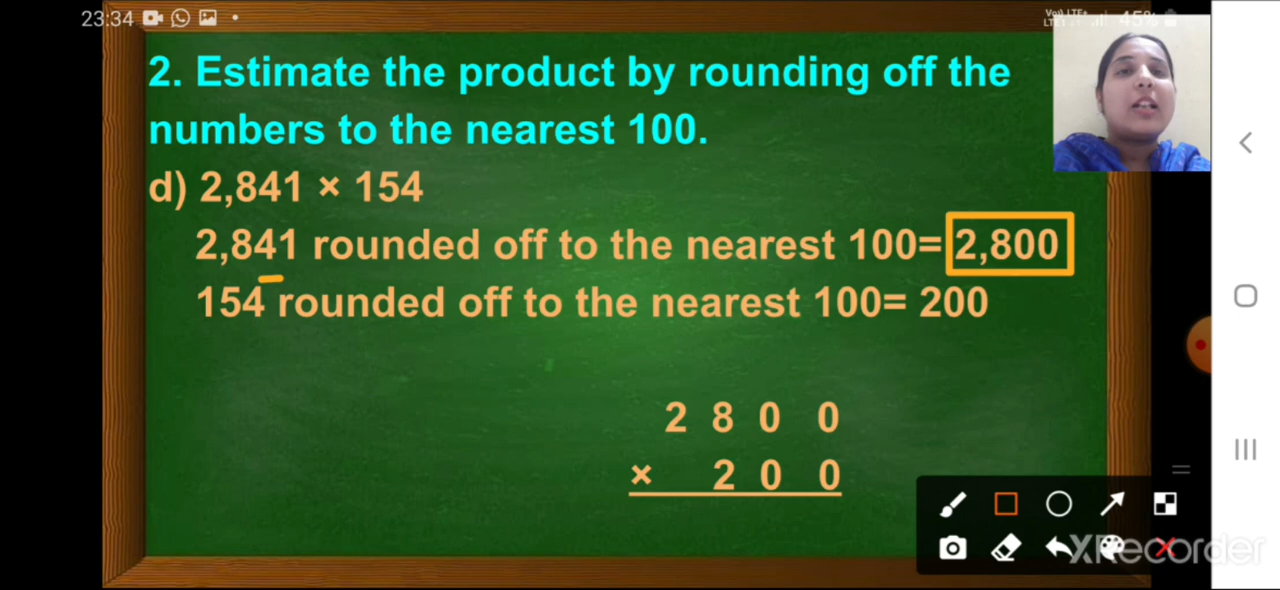 23:34
45%
2. Estimate the product by rounding off the
numbers to the nearest 100.
d) 2,841 × 154
2,841 rounded off to the nearest 100= 2,800
154 rounded off to the nearest 100= 200
2 8 0 0
× 2 0 0
XRecorder